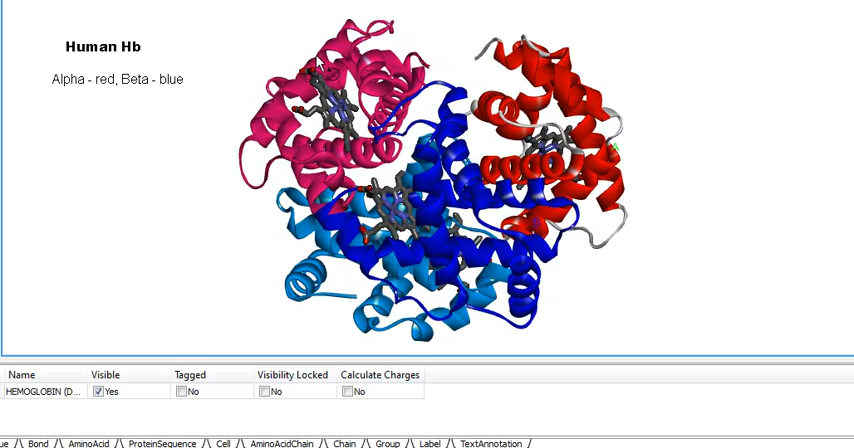 Human Hb
Alpha - red, Beta - blue
Name Visible Tagged Visibility Locked Calculate Charges
HEMOGLOBIN (D... Yes No No No
Bond AminoAcid ProteinSequence Cell AminoAcidChain Chain Group Label TextAnnotation